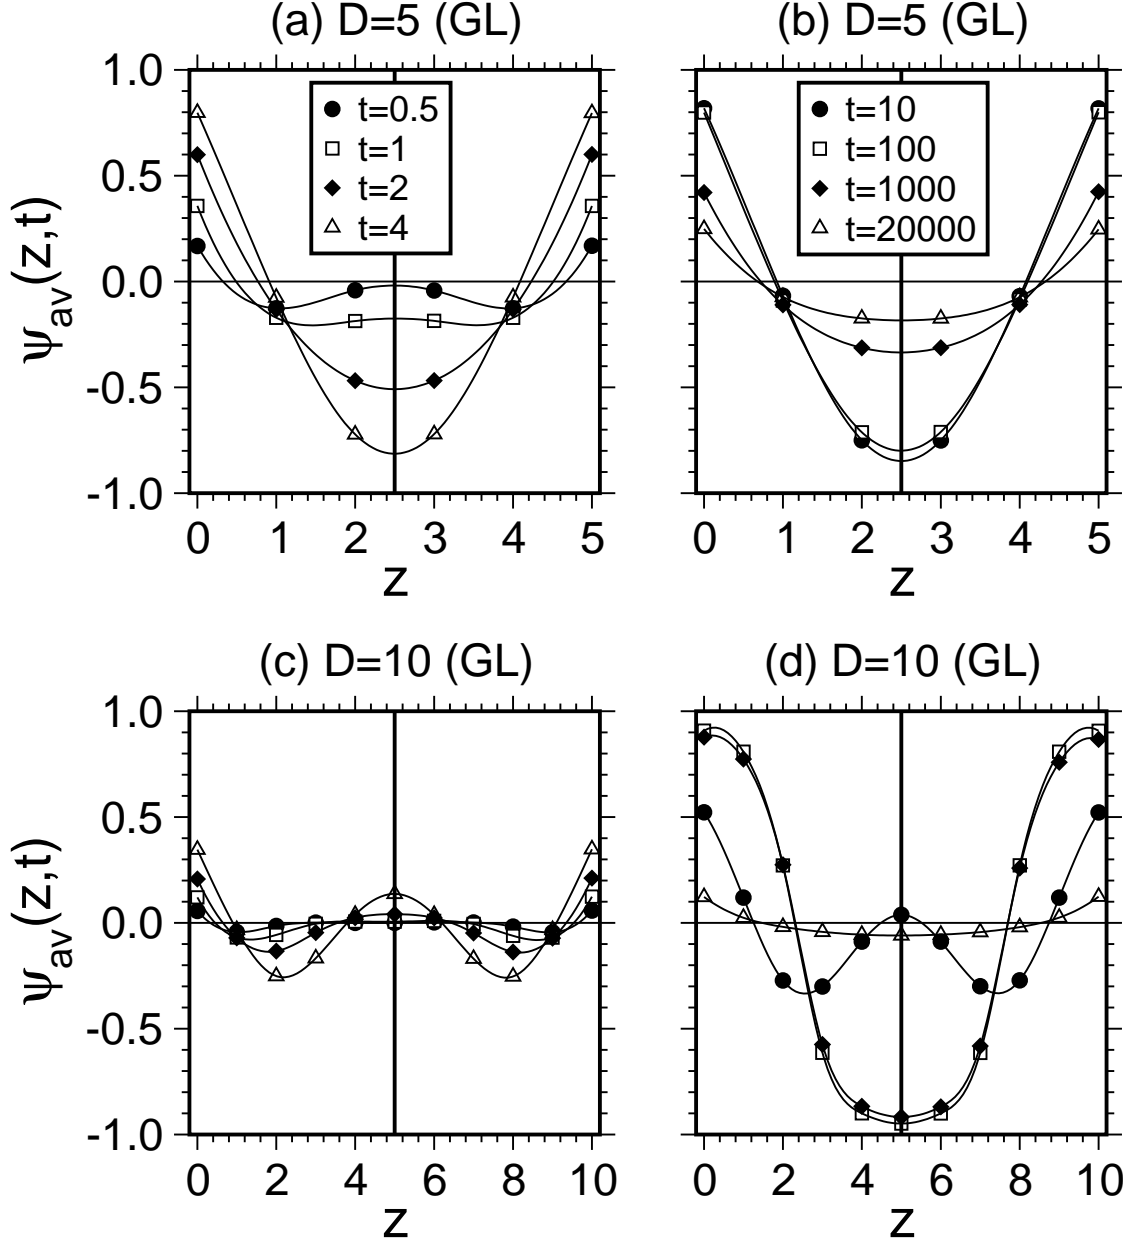 (a) D=5 (GL)
1.0
0.5
0.0
-0.5
-1.0
ψav(z,t)
t=0.5
t=1
t=2
t=4
0 1 2 3 4 5
z
(b) D=5 (GL)
t=10
t=100
t=1000
t=20000
0 1 2 3 4 5
z
(c) D=10 (GL)
1.0
0.5
0.0
-0.5
-1.0
ψav(z,t)
0 2 4 6 8 10
z
(d) D=10 (GL)
0 2 4 6 8 10
z